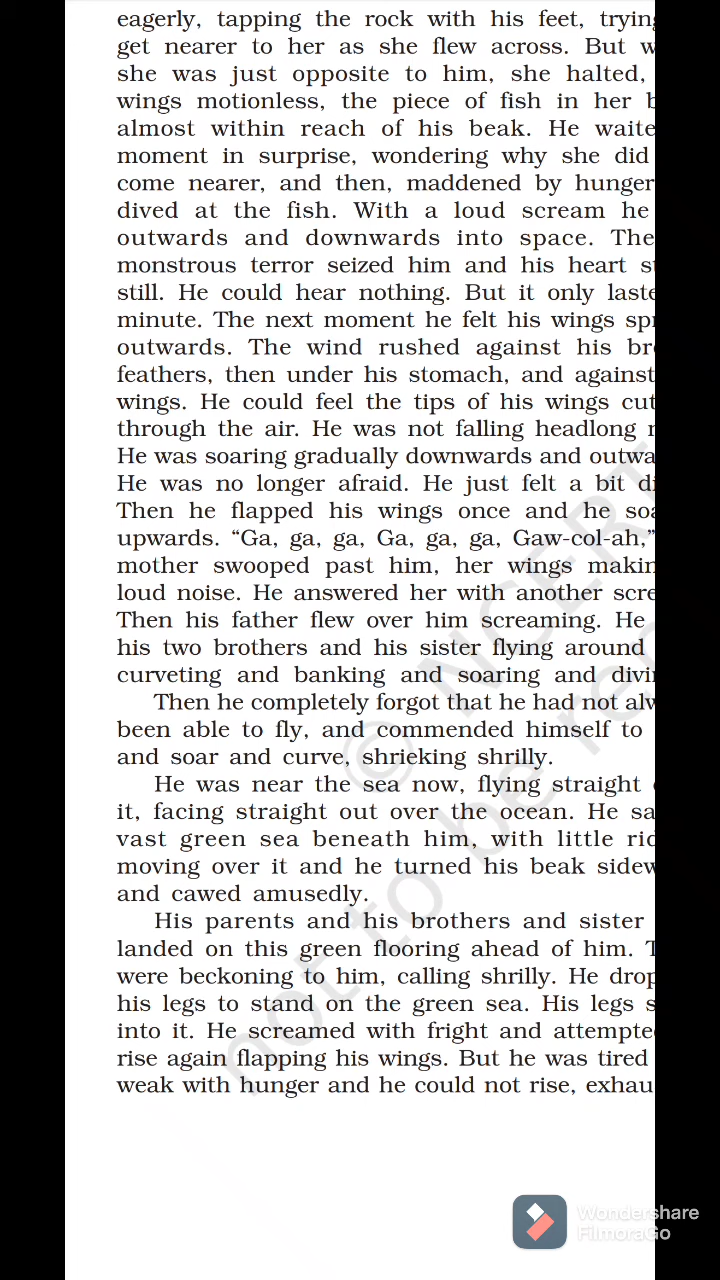 eagerly, tapping the rock with his feet,
get nearer to her as she flew across. But
she was just opposite to him, she halted,
wings motionless, the piece of fish in her
almost within reach of his beak. He
moment in surprise, wondering why she did
come nearer, and then, maddened by hunger
dived at the fish. With a loud scream he
outwards and downwards into space.
monstrous terror seized him and his heart
still. He could hear nothing. But it only
minute. The next moment he felt his wings
outwards. The wind rushed against his
feathers, then under his stomach, and against
wings. He could feel the tips of his wings
through the air. He was not falling headlong
He was soaring gradually downwards and
He was no longer afraid. He just felt a bit
Then he flapped his wings once and he
upwards. “Ga, ga, ga, Ga, ga, ga, Gaw-col-ah,”
mother swooped past him, her wings
loud noise. He answered her with another
Then his father flew over him screaming. He
his two brothers and his sister flying around
curveting and banking and soaring and
Then he completely forgot that he had not
been able to fly, and commended himself to
and soar and curve, shrieking shrilly.
He was near the sea now, flying straight
it, facing straight out over the ocean. He
vast green sea beneath him, with little
moving over it and he turned his beak
and cawed amusedly.
His parents and his brothers and sister
landed on this green flooring ahead of him.
were beckoning to him, calling shrilly. He
his legs to stand on the green sea. His legs
into it. He screamed with fright and
rise again flapping his wings. But he was tired
weak with hunger and he could not rise,
© NCERT
not to be
Wondershare
FilmoraGo